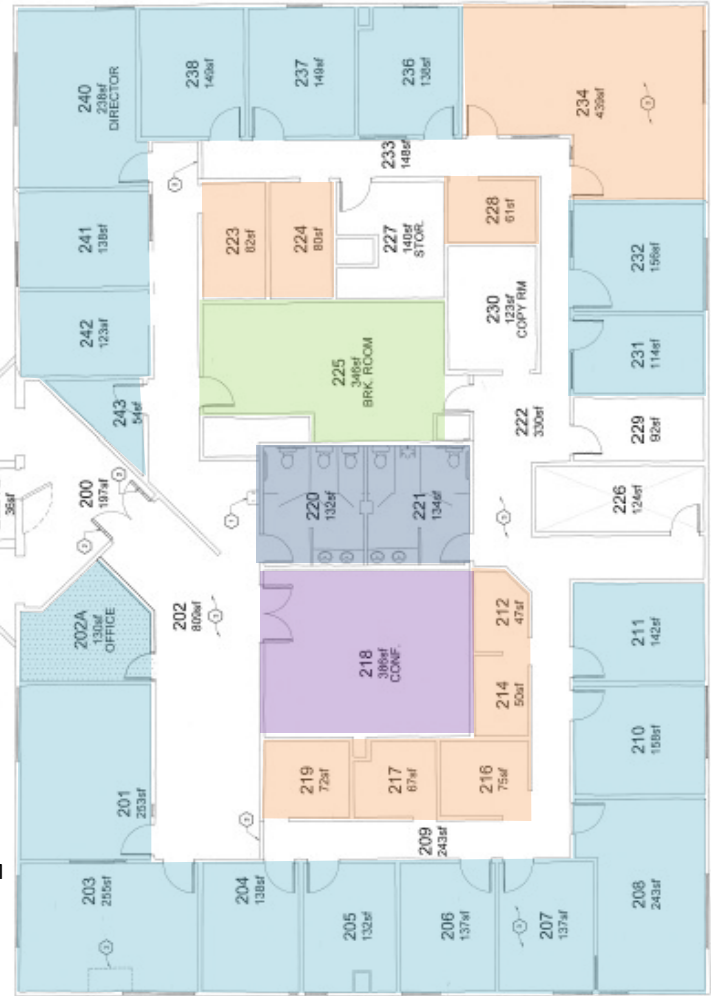 240
238sf
DIRECTOR
238
149sf
237
149sf
236
138sf
234
439sf
233
148sf
241
138sf
223
82sf
224
80sf
227
140sf
STOR.
228
61sf
232
156sf
242
123sf
225
346sf
BRK. ROOM
230
123sf
COPY RM
231
114sf
243
54sf
222
330sf
229
92sf
36sf
200
197sf
220
132sf
221
134sf
226
124sf
202A
130sf
OFFICE
202
809sf
218
386sf
CONF.
212
47sf
211
142sf
214
50sf
201
253sf
219
72sf
217
67sf
216
75sf
210
158sf
209
243sf
203
255sf
204
138sf
205
132sf
206
137sf
207
137sf
208
243sf